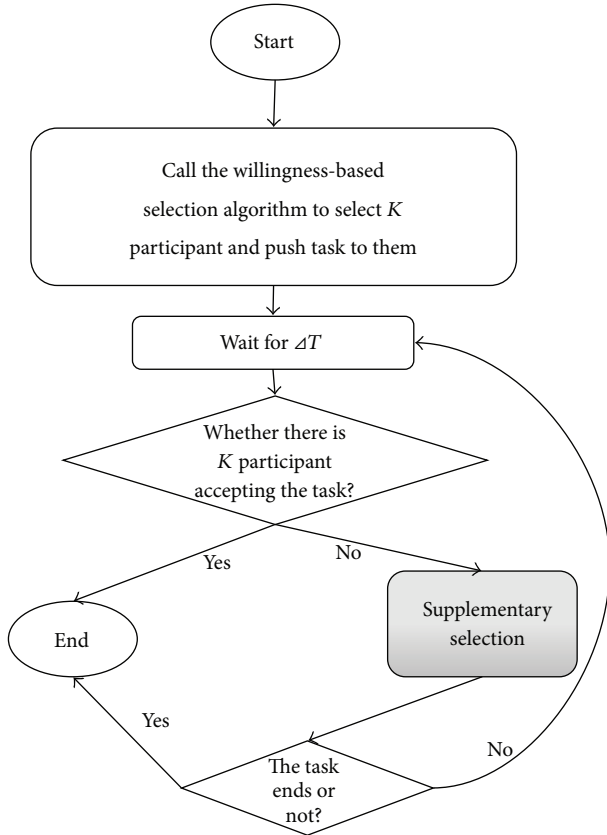 Start
Call the willingness-based
selection algorithm to select K
participant and push task to them
Wait for ΔT
Whether there is
K participant
accepting the task?
Yes
No
Supplementary
selection
End
Yes
No
The task
ends or
not?